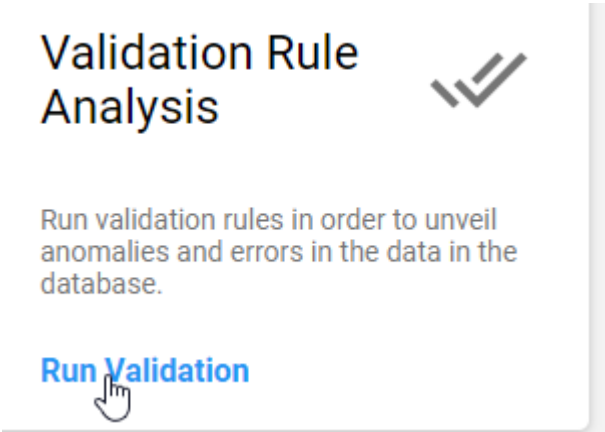 Validation Rule
Analysis
Run validation rules in order to unveil
anomalies and errors in the data in the
database.
Run Validation